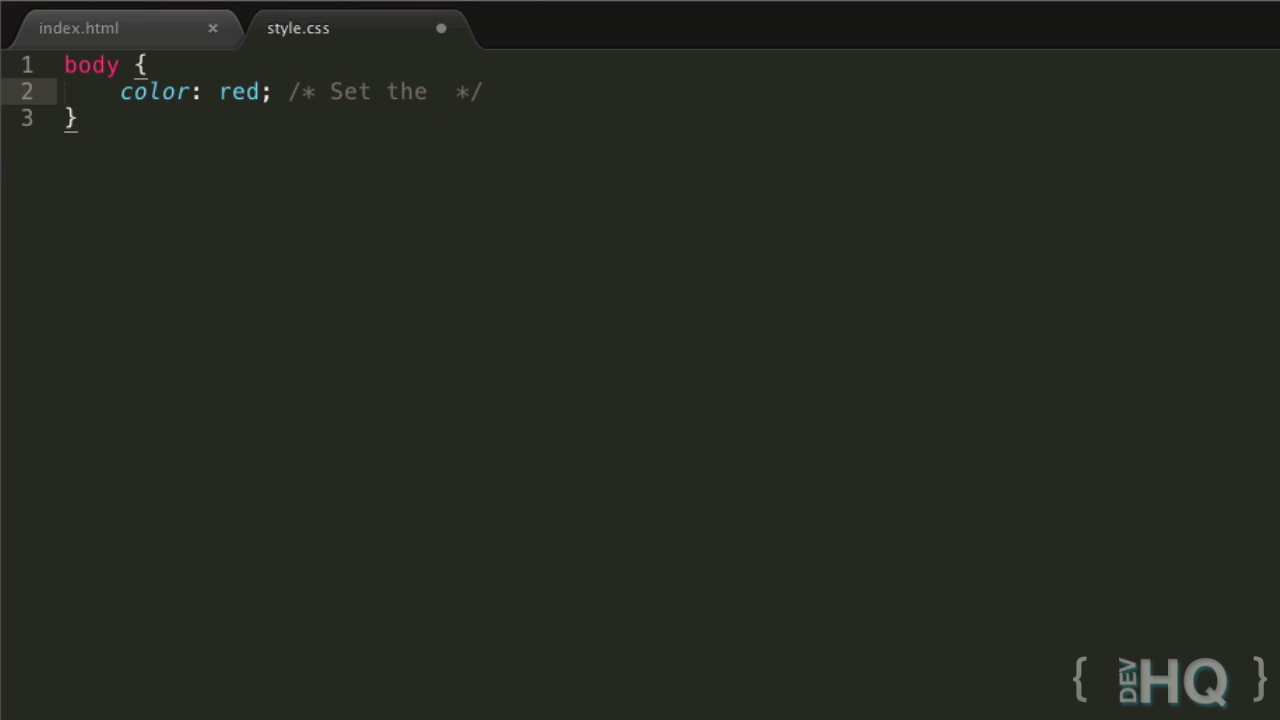 index.html × style.css
1 body {
2 color: red; /* Set the  */
3 }
{ DEV HQ }